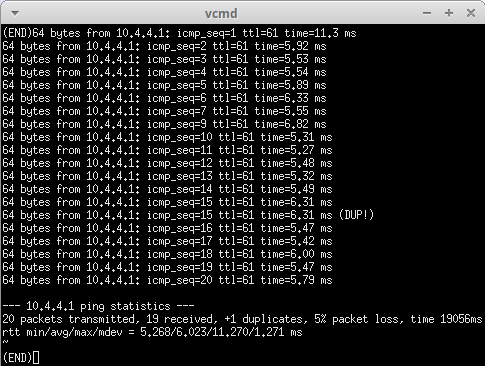 vcmd
(END)64 bytes from 10.4.4.1: icmp_seq=1 ttl=61 time=11.3 ms
64 bytes from 10.4.4.1: icmp_seq=2 ttl=61 time=5.92 ms
64 bytes from 10.4.4.1: icmp_seq=3 ttl=61 time=5.53 ms
64 bytes from 10.4.4.1: icmp_seq=4 ttl=61 time=5.54 ms
64 bytes from 10.4.4.1: icmp_seq=5 ttl=61 time=5.89 ms
64 bytes from 10.4.4.1: icmp_seq=6 ttl=61 time=6.33 ms
64 bytes from 10.4.4.1: icmp_seq=7 ttl=61 time=5.55 ms
64 bytes from 10.4.4.1: icmp_seq=9 ttl=61 time=6.82 ms
64 bytes from 10.4.4.1: icmp_seq=10 ttl=61 time=5.31 ms
64 bytes from 10.4.4.1: icmp_seq=11 ttl=61 time=5.27 ms
64 bytes from 10.4.4.1: icmp_seq=12 ttl=61 time=5.48 ms
64 bytes from 10.4.4.1: icmp_seq=13 ttl=61 time=5.32 ms
64 bytes from 10.4.4.1: icmp_seq=14 ttl=61 time=5.49 ms
64 bytes from 10.4.4.1: icmp_seq=15 ttl=61 time=6.31 ms
64 bytes from 10.4.4.1: icmp_seq=15 ttl=61 time=6.31 ms (DUP!)
64 bytes from 10.4.4.1: icmp_seq=16 ttl=61 time=5.47 ms
64 bytes from 10.4.4.1: icmp_seq=17 ttl=61 time=5.42 ms
64 bytes from 10.4.4.1: icmp_seq=18 ttl=61 time=6.00 ms
64 bytes from 10.4.4.1: icmp_seq=19 ttl=61 time=5.47 ms
64 bytes from 10.4.4.1: icmp_seq=20 ttl=61 time=5.79 ms
--- 10.4.4.1 ping statistics ---
20 packets transmitted, 19 received, +1 duplicates, 5% packet loss, time 19056ms
rtt min/avg/max/mdev = 5.268/6.023/11.270/1.271 ms
~
(END)